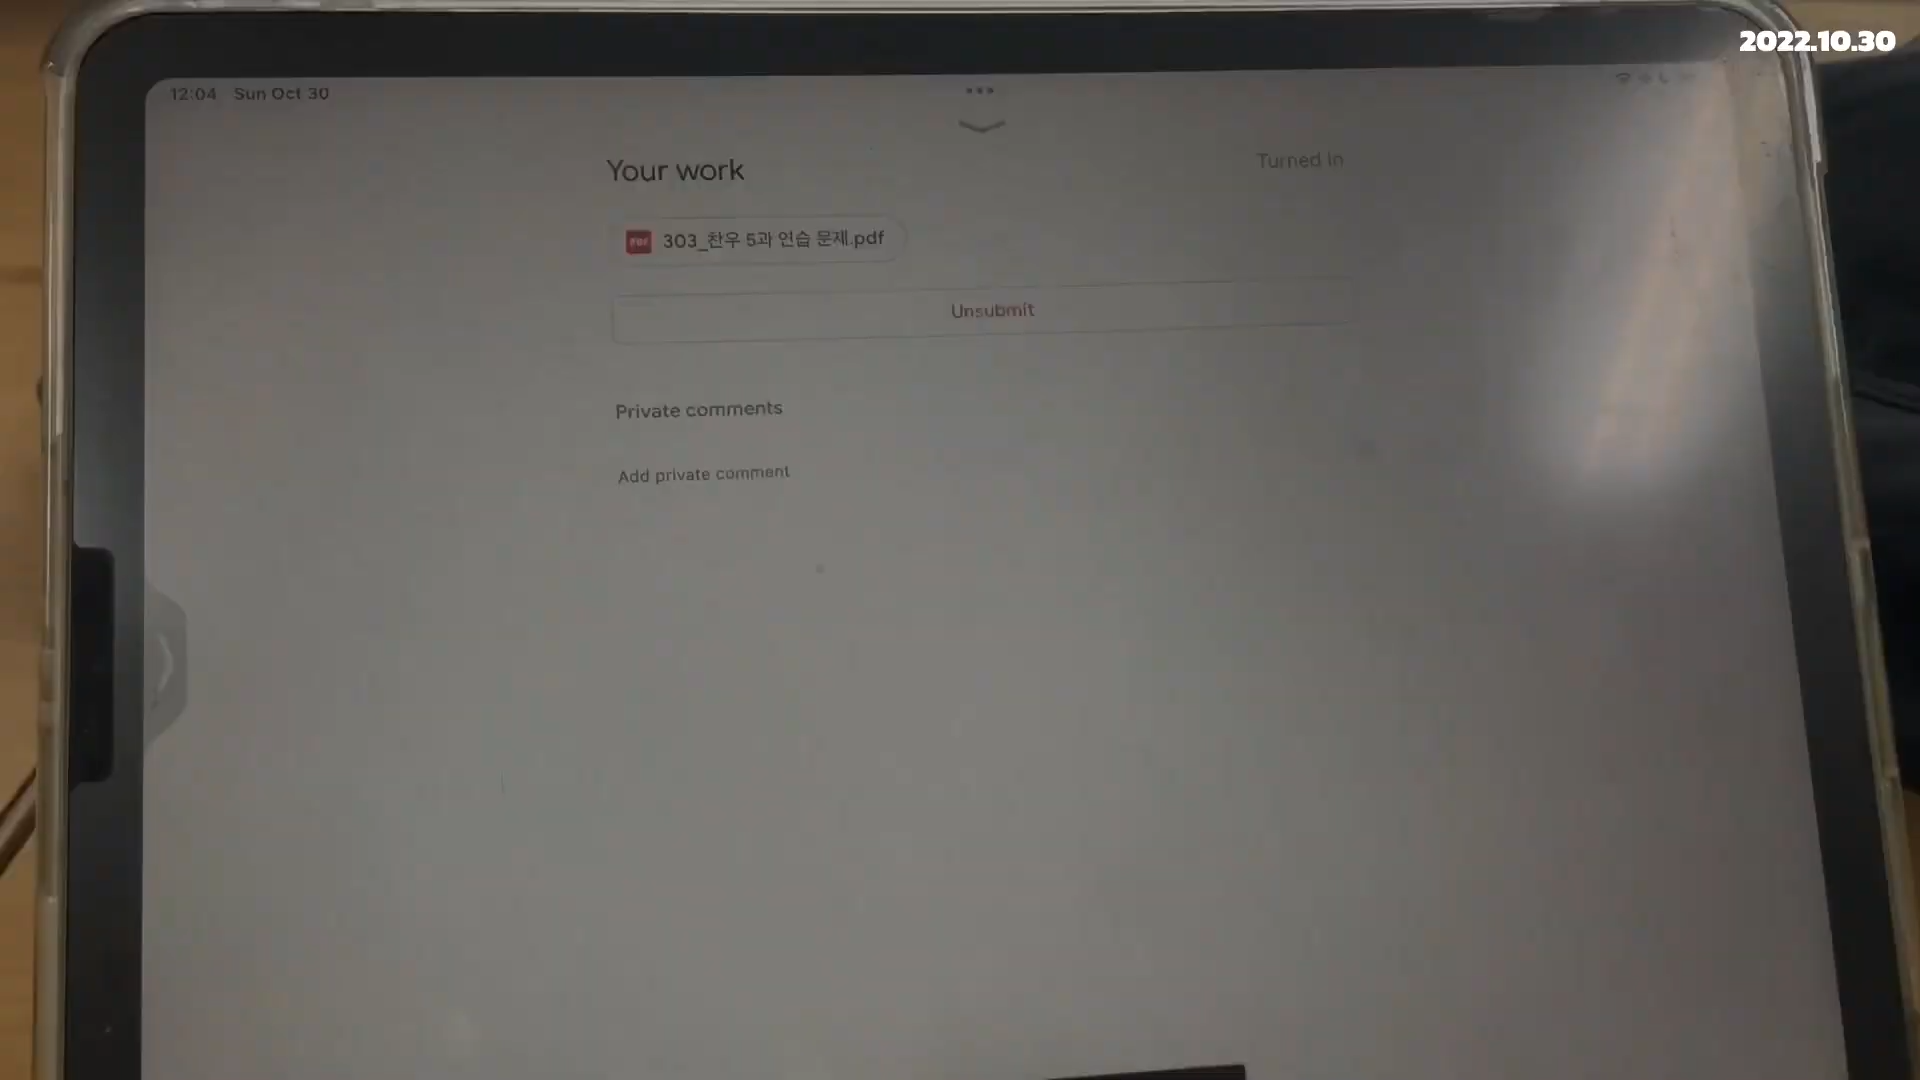 2022.10.30
12:04 Sun Oct 30
Your work
Turned in
PDF 303_찬우 5과 연습 문제.pdf
Unsubmit
Private comments
Add private comment